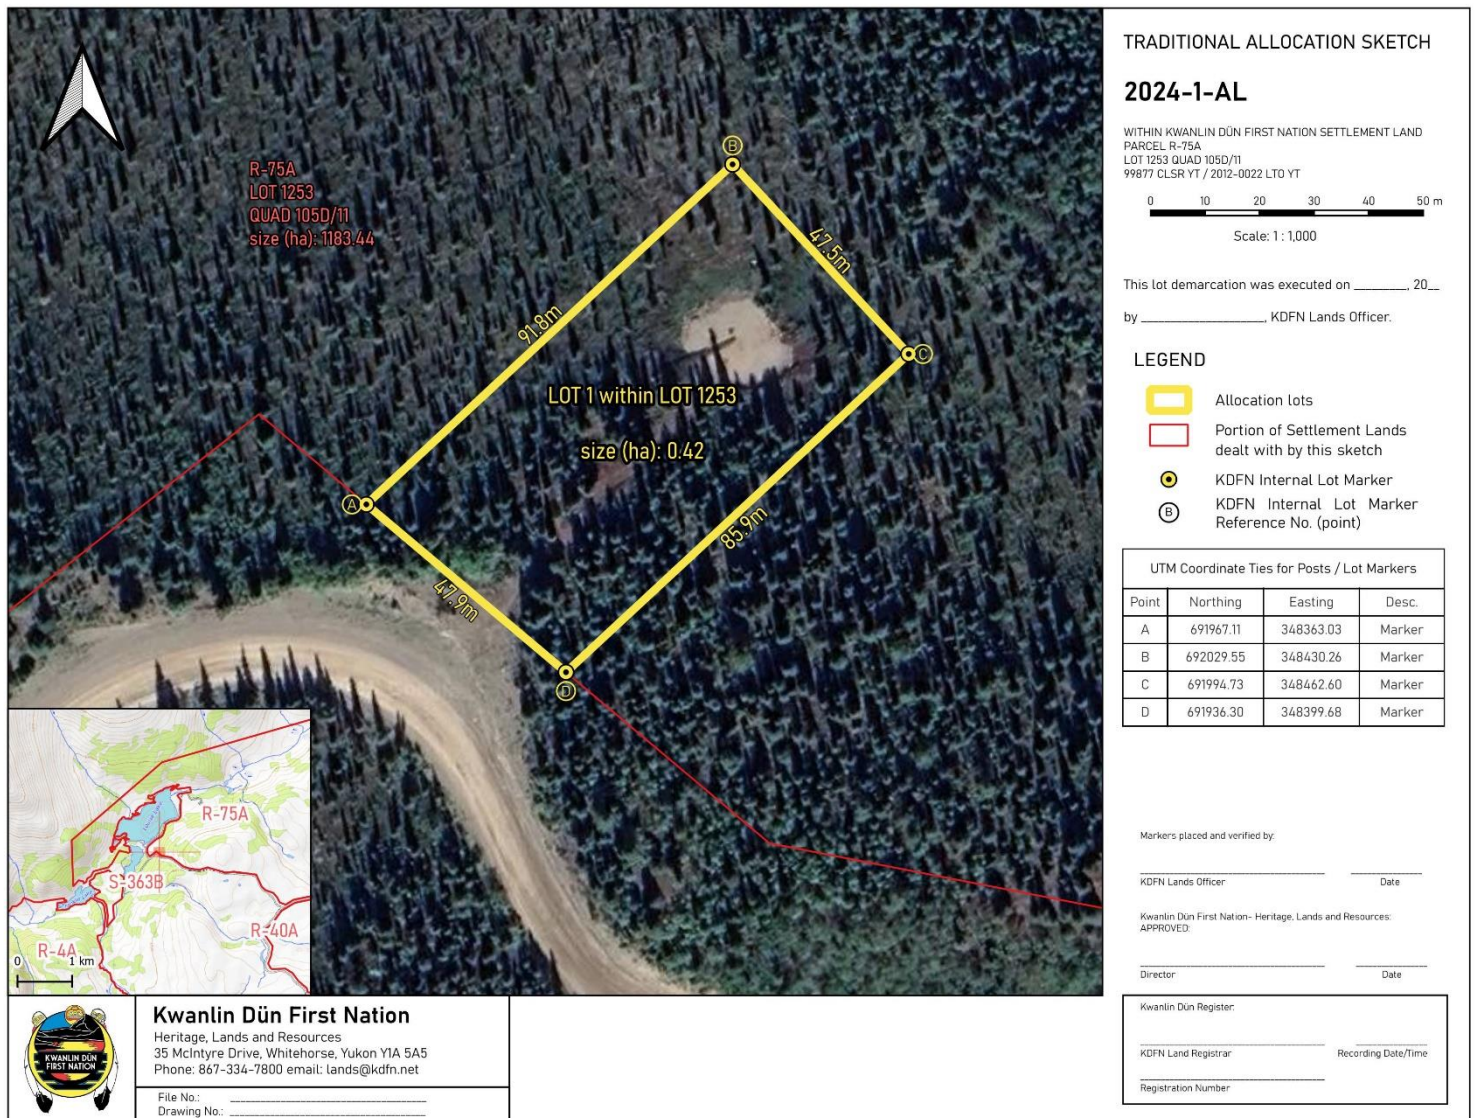 TRADITIONAL ALLOCATION SKETCH
2024-1-AL
WITHIN KWANLIN DÜN FIRST NATION SETTLEMENT LAND
PARCEL R-75A
LOT 1253 QUAD 105D/11
99877 CLSR YT / 2012-0022 LTO YT
0 10 20 30 40 50 m
Scale: 1 : 1,000
This lot demarcation was executed on ________, 20__
by ___________________, KDFN Lands Officer.
LEGEND
Allocation lots
Portion of Settlement Lands
dealt with by this sketch
KDFN Internal Lot Marker
B
KDFN Internal Lot Marker
Reference No. (point)
UTM Coordinate Ties for Posts / Lot Markers
Point Northing Easting Desc.
A 691967.11 348363.03 Marker
B 692029.55 348430.26 Marker
C 691994.73 348462.60 Marker
D 691936.30 348399.68 Marker
Markers placed and verified by:
KDFN Lands Officer Date
Kwanlin Dün First Nation- Heritage, Lands and Resources:
APPROVED:
Director Date
Kwanlin Dün Register:
KDFN Land Registrar Recording Date/Time
Registration Number
R-75A
LOT 1253
QUAD 105D/11
size (ha): 1183.44
B
47.5m
91.8m
C
LOT 1 within LOT 1253
size (ha): 0.42
A
85.9m
47.9m
D
R-75A
S-363B
R-40A
R-4A
0 1 km
KWANLIN DÜN
FIRST NATION
Kwanlin Dün First Nation
Heritage, Lands and Resources
35 McIntyre Drive, Whitehorse, Yukon Y1A 5A5
Phone: 867-334-7800 email: lands@kdfn.net
File No.:
Drawing No.: